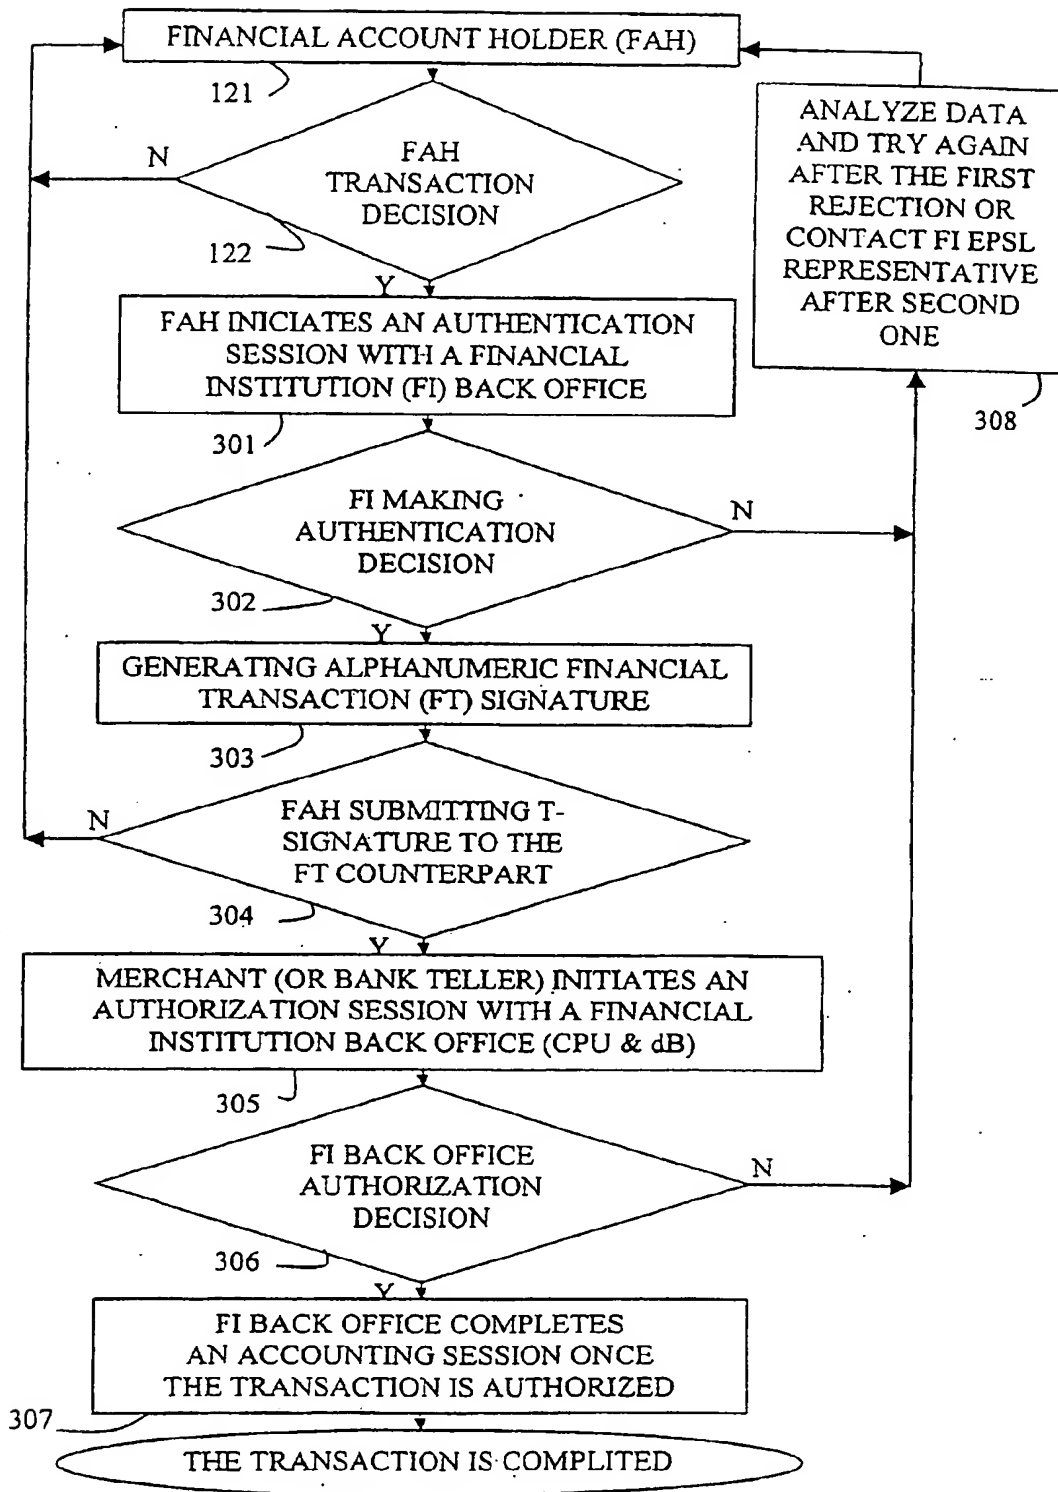 FINANCIAL ACCOUNT HOLDER (FAH)
121
N
FAH
TRANSACTION
DECISION
122
Y
ANALYZE DATA
AND TRY AGAIN
AFTER THE FIRST
REJECTION OR
CONTACT FI EPSL
REPRESENTATIVE
AFTER SECOND
ONE
308
FAH INICIATES AN AUTHENTICATION
SESSION WITH A FINANCIAL
INSTITUTION (FI) BACK OFFICE
301
FI MAKING
AUTHENTICATION
DECISION
N
302
Y
GENERATING ALPHANUMERIC FINANCIAL
TRANSACTION (FT) SIGNATURE
303
N
FAH SUBMITTING T-
SIGNATURE TO THE
FT COUNTERPART
304
Y
MERCHANT (OR BANK TELLER) INITIATES AN
AUTHORIZATION SESSION WITH A FINANCIAL
INSTITUTION BACK OFFICE (CPU & dB)
305
FI BACK OFFICE
AUTHORIZATION
DECISION
N
306
Y
FI BACK OFFICE COMPLETES
AN ACCOUNTING SESSION ONCE
THE TRANSACTION IS AUTHORIZED
307
THE TRANSACTION IS COMPLITED